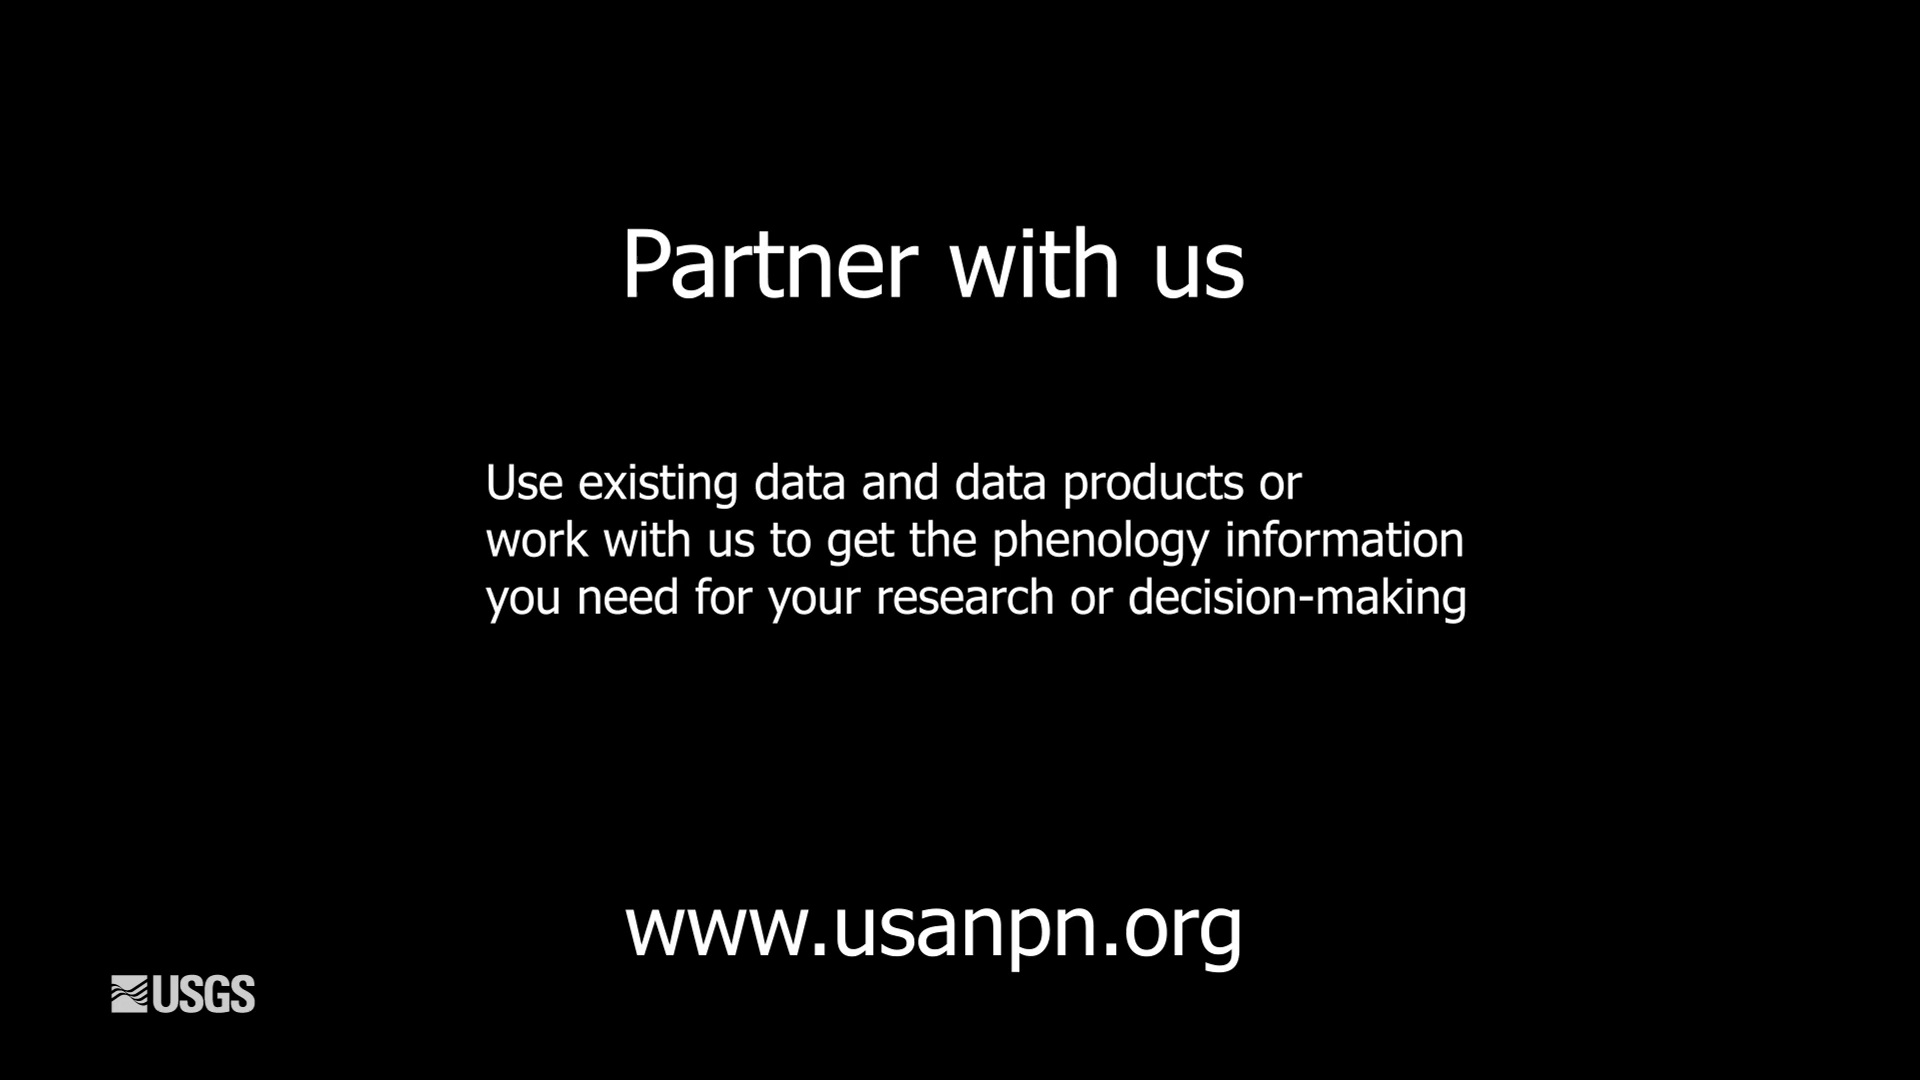 Partner with us
Use existing data and data products or
work with us to get the phenology information
you need for your research or decision-making
www.usanpn.org
USGS